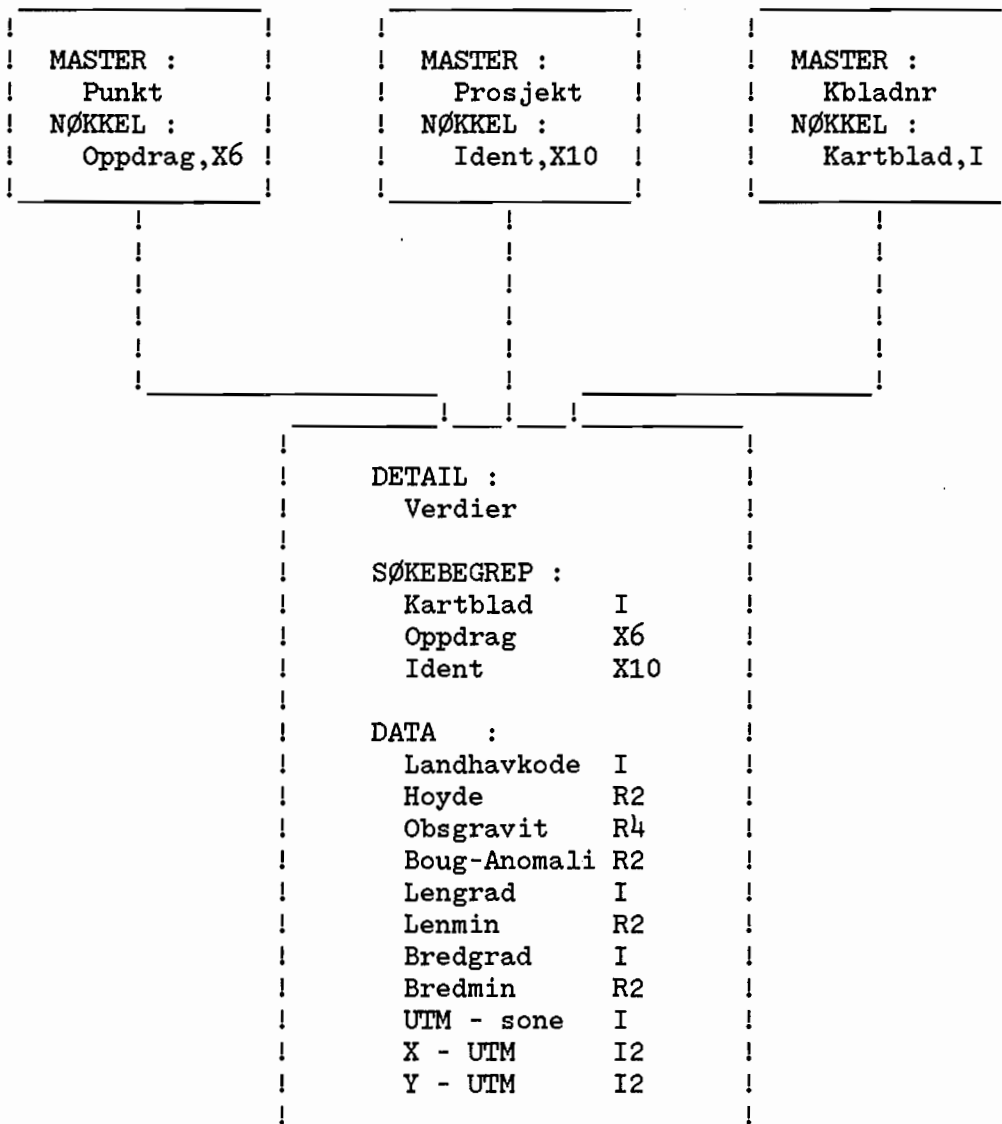 MASTER :
Punkt
NØKKEL :
Oppdrag,X6
MASTER :
Prosjekt
NØKKEL :
Ident,X10
MASTER :
Kbladnr
NØKKEL :
Kartblad,I
DETAIL :
Verdier
SØKEBEGREP :
Kartblad I
Oppdrag X6
Ident X10
DATA :
Landhavkode I
Hoyde R2
Obsgravit R4
Boug-Anomali R2
Lengrad I
Lenmin R2
Bredgrad I
Bredmin R2
UTM - sone I
X - UTM I2
Y - UTM I2